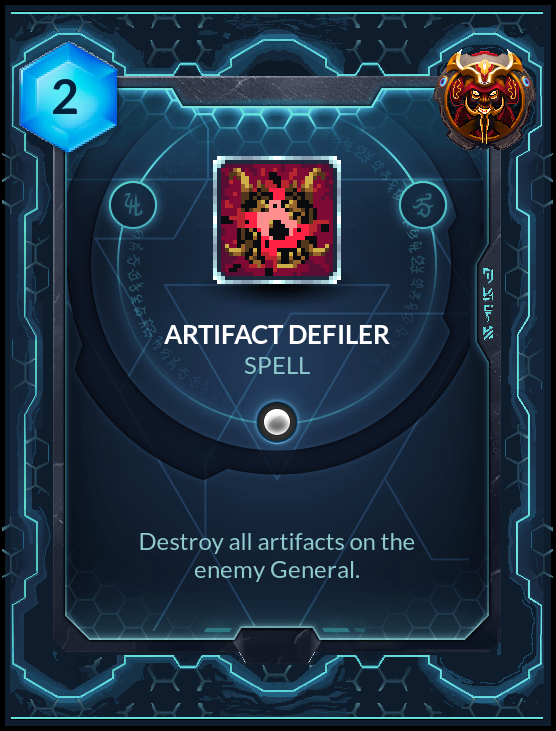 2
ARTIFACT DEFILER
SPELL
Destroy all artifacts on the
enemy General.